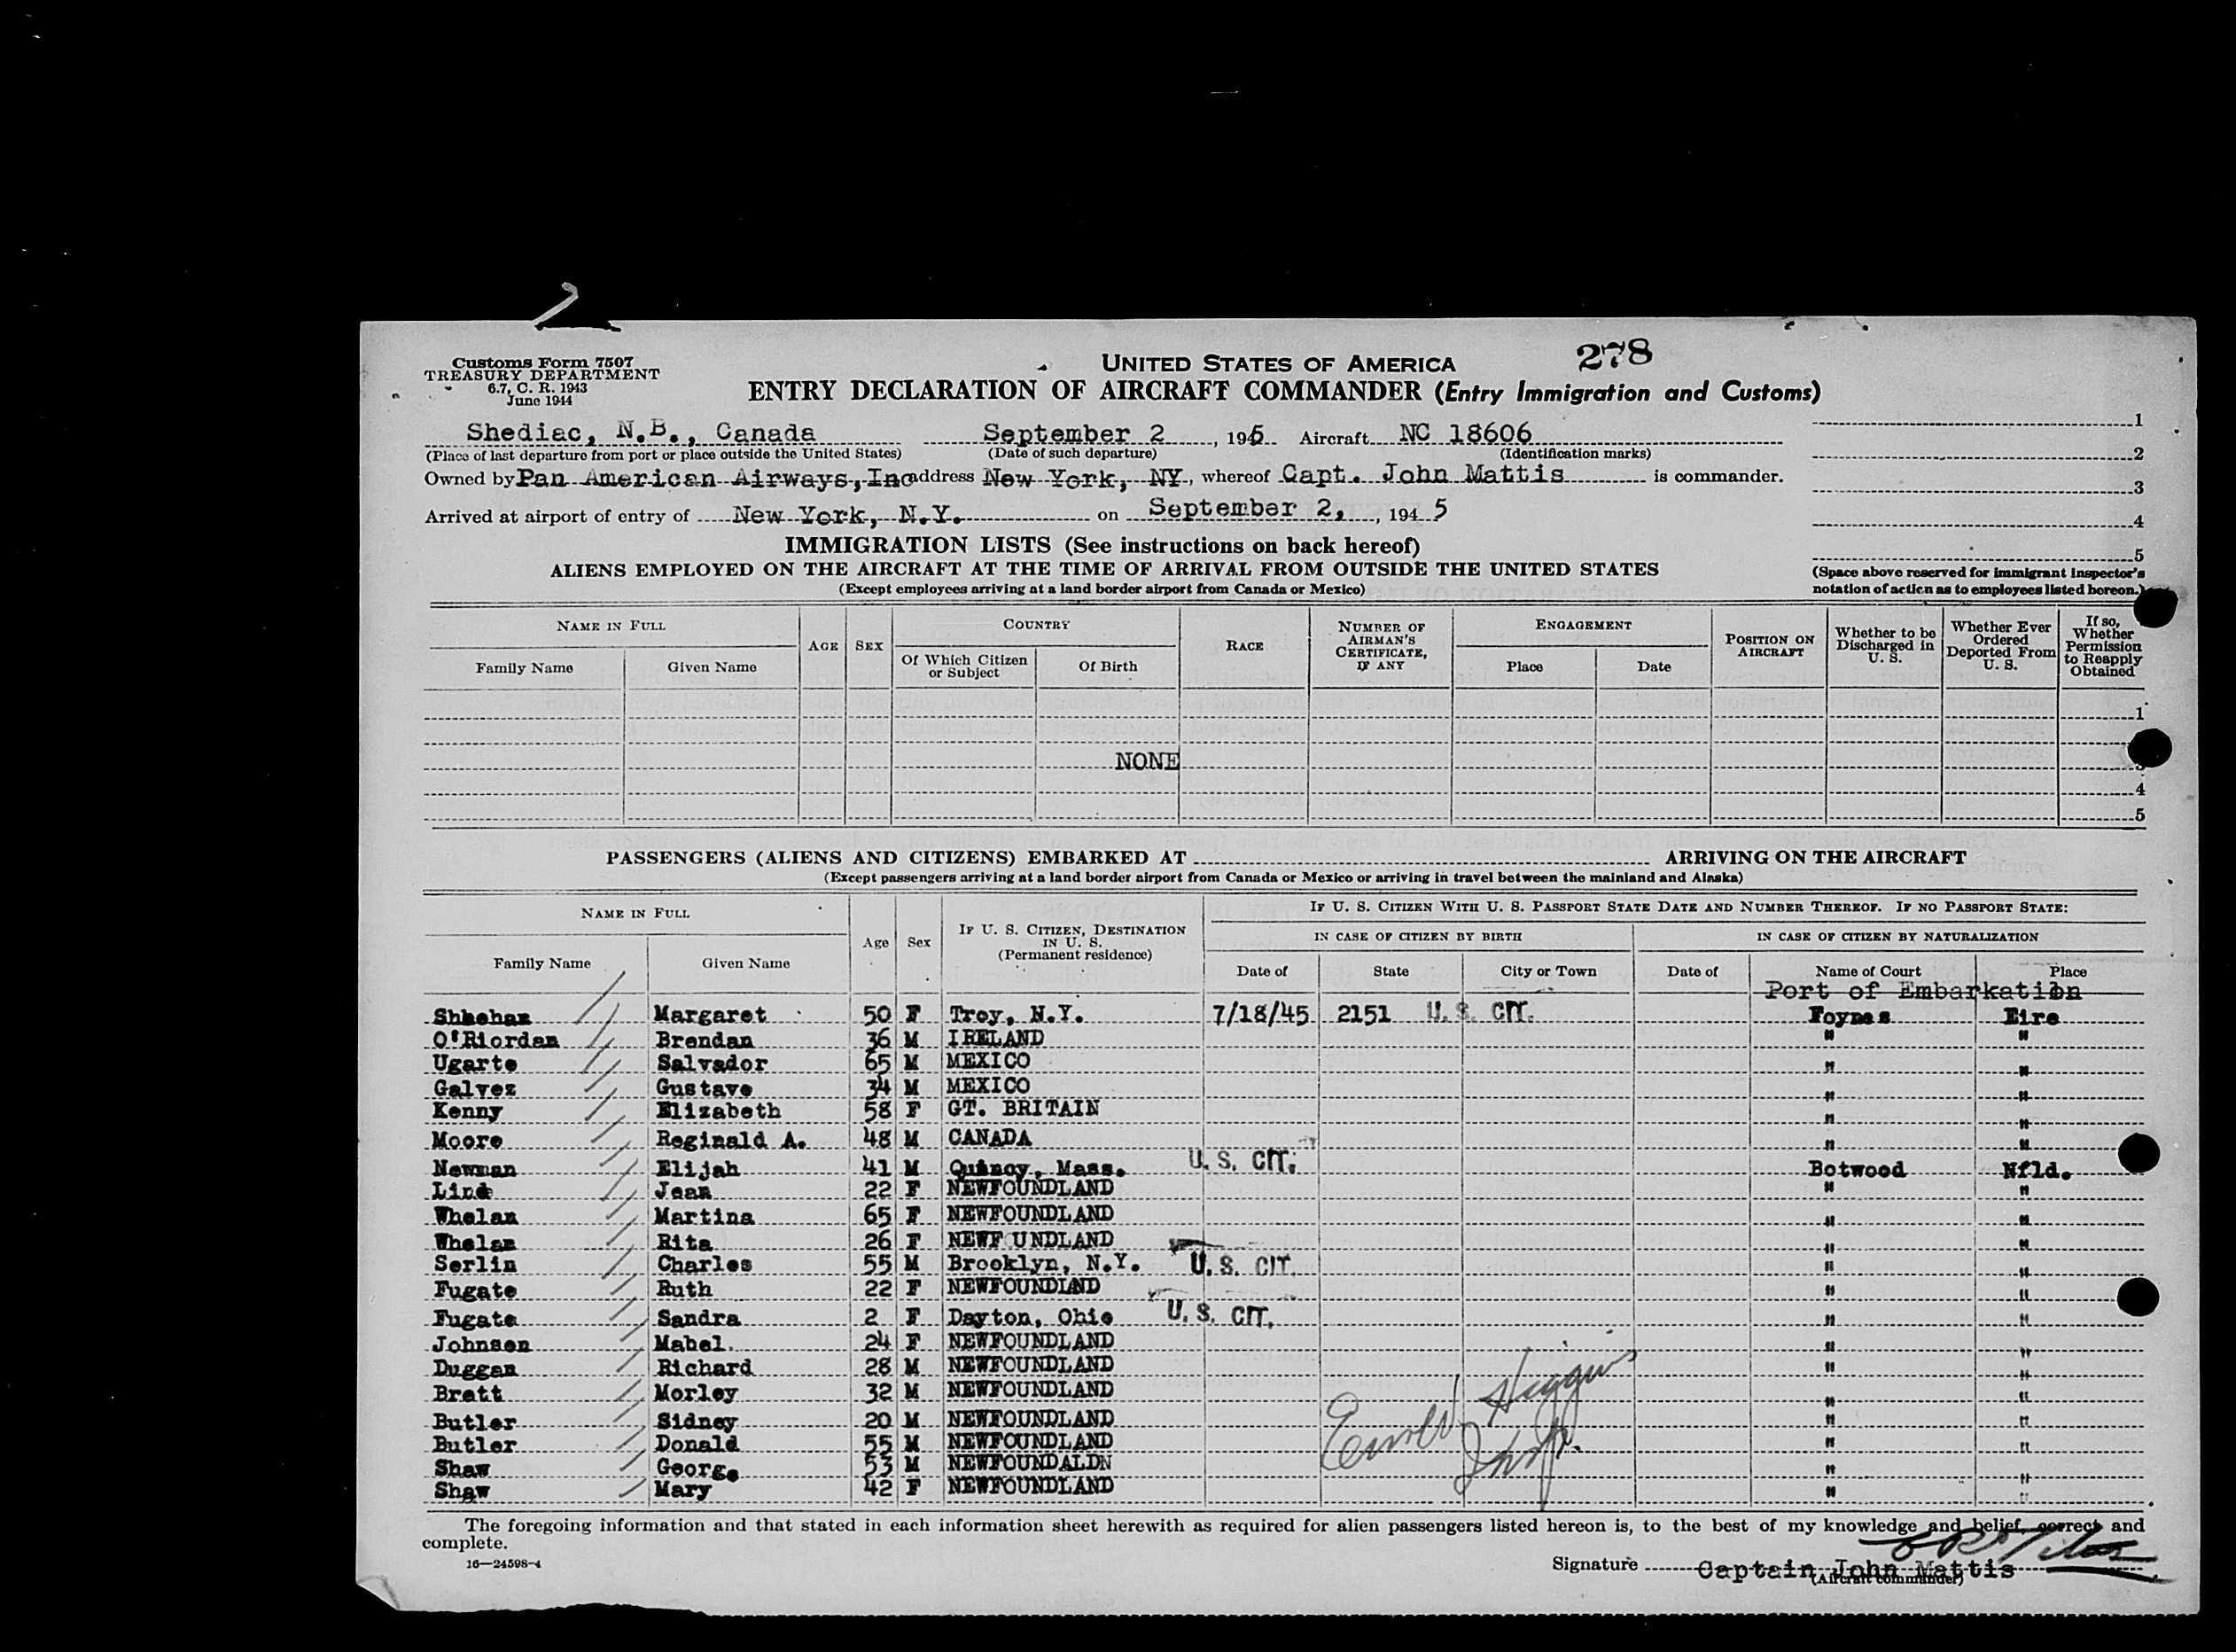 278
Customs Form 7507
TREASURY DEPARTMENT
6.7, C. R. 1943
June 1944
UNITED STATES OF AMERICA
ENTRY DECLARATION OF AIRCRAFT COMMANDER (Entry Immigration and Customs)
Shediac, N.B., Canada September 2, 1945 Aircraft NC 18606
(Place of last departure from port or place outside the United States) (Date of such departure) (Identification marks)
Owned by Pan American Airways, Inc address New York, NY, whereof Capt. John Mattis is commander.
Arrived at airport of entry of New York, N.Y. on September 2, 1945
1
2
3
4
5
(Space above reserved for immigrant inspector's notation of action as to employees listed hereon.)
IMMIGRATION LISTS (See instructions on back hereof)
ALIENS EMPLOYED ON THE AIRCRAFT AT THE TIME OF ARRIVAL FROM OUTSIDE THE UNITED STATES
(Except employees arriving at a land border airport from Canada or Mexico)
NAME IN FULL AGE SEX COUNTRY RACE NUMBER OF AIRMAN'S CERTIFICATE, IF ANY ENGAGEMENT POSITION ON AIRCRAFT Whether to be Discharged in U. S. Whether Ever Ordered Deported From U. S. If so, Whether Permission to Reapply Obtained
Family Name Given Name Of Which Citizen or Subject Of Birth Place Date
1
NONE 3
4
5
PASSENGERS (ALIENS AND CITIZENS) EMBARKED AT ARRIVING ON THE AIRCRAFT
(Except passengers arriving at a land border airport from Canada or Mexico or arriving in travel between the mainland and Alaska)
NAME IN FULL Age Sex IF U. S. CITIZEN, DESTINATION IN U. S. (Permanent residence) IF U. S. CITIZEN WITH U. S. PASSPORT STATE DATE AND NUMBER THEREOF. IF NO PASSPORT STATE:
IN CASE OF CITIZEN BY BIRTH IN CASE OF CITIZEN BY NATURALIZATION
Family Name Given Name Date of State City or Town Date of Name of Court Place
Port of Embarkation
Shhehan Margaret 50 F Troy, N.Y. 7/18/45 2151 U. S. CIT. Foynes Eire
O'Riordan Brendan 36 M IRELAND " "
Ugarte Salvador 65 M MEXICO " "
Galvez Gustavo 34 M MEXICO " "
Kenny Elizabeth 58 F GT. BRITAIN " "
Moore Reginald A. 48 M CANADA " "
Newman Elijah 41 M Quincy, Mass. U. S. CIT. Botwood Nfld.
Lind Jean 22 F NEWFOUNDLAND " "
Whelan Martina 65 F NEWFOUNDLAND " "
Whelan Rita 26 F NEWF UNDLAND " "
Serlin Charles 55 M Brooklyn, N.Y. U. S. CIT. " "
Fugate Ruth 22 F NEWFOUNDLAND " "
Fugate Sandra 2 F Dayton, Ohio U. S. CIT. " "
Johnson Mabel. 24 F NEWFOUNDLAND " "
Duggan Richard 28 M NEWFOUNDLAND " "
Brett Morley 32 M NEWFOUNDLAND " "
Butler Sidney 20 M NEWFOUNDLAND " "
Butler Donald 55 M NEWFOUNDLAND " "
Shaw George 53 M NEWFOUNDALDN " "
Shaw Mary 42 F NEWFOUNDLAND " "
Higgins
The foregoing information and that stated in each information sheet herewith as required for alien passengers listed hereon is, to the best of my knowledge and belief, correct and
complete.
16—24598-4
Signature Captain John Mattis
(Aircraft commander)